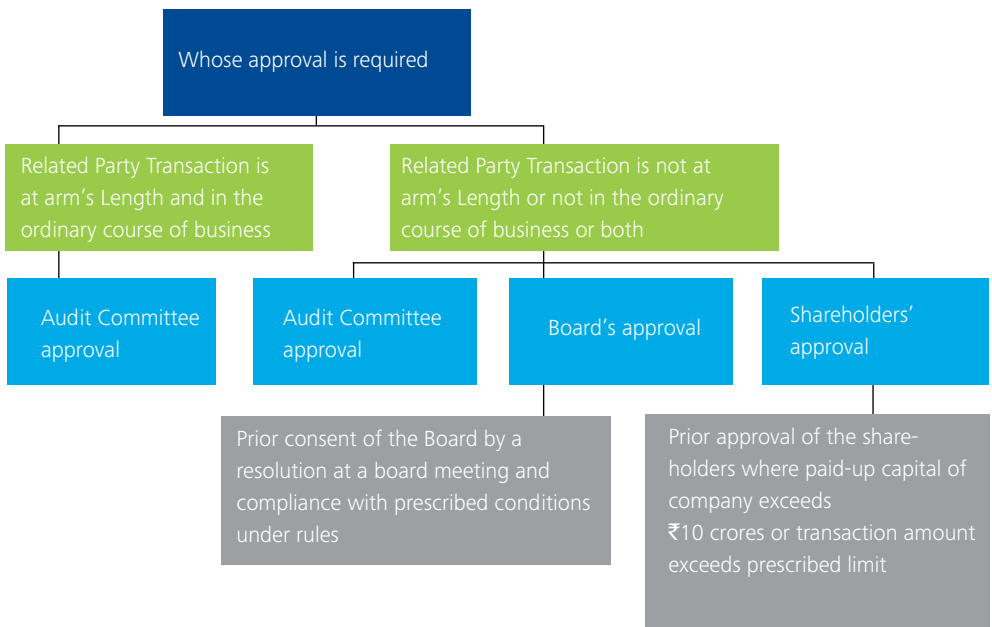 Whose approval is required
Related Party Transaction is
at arm’s Length and in the
ordinary course of business
Related Party Transaction is not at
arm’s Length or not in the ordinary
course of business or both
Audit Committee
approval
Audit Committee
approval
Board’s approval
Shareholders’
approval
Prior consent of the Board by a
resolution at a board meeting and
compliance with prescribed conditions
under rules
Prior approval of the share-
holders where paid-up capital of
company exceeds
₹10 crores or transaction amount
exceeds prescribed limit